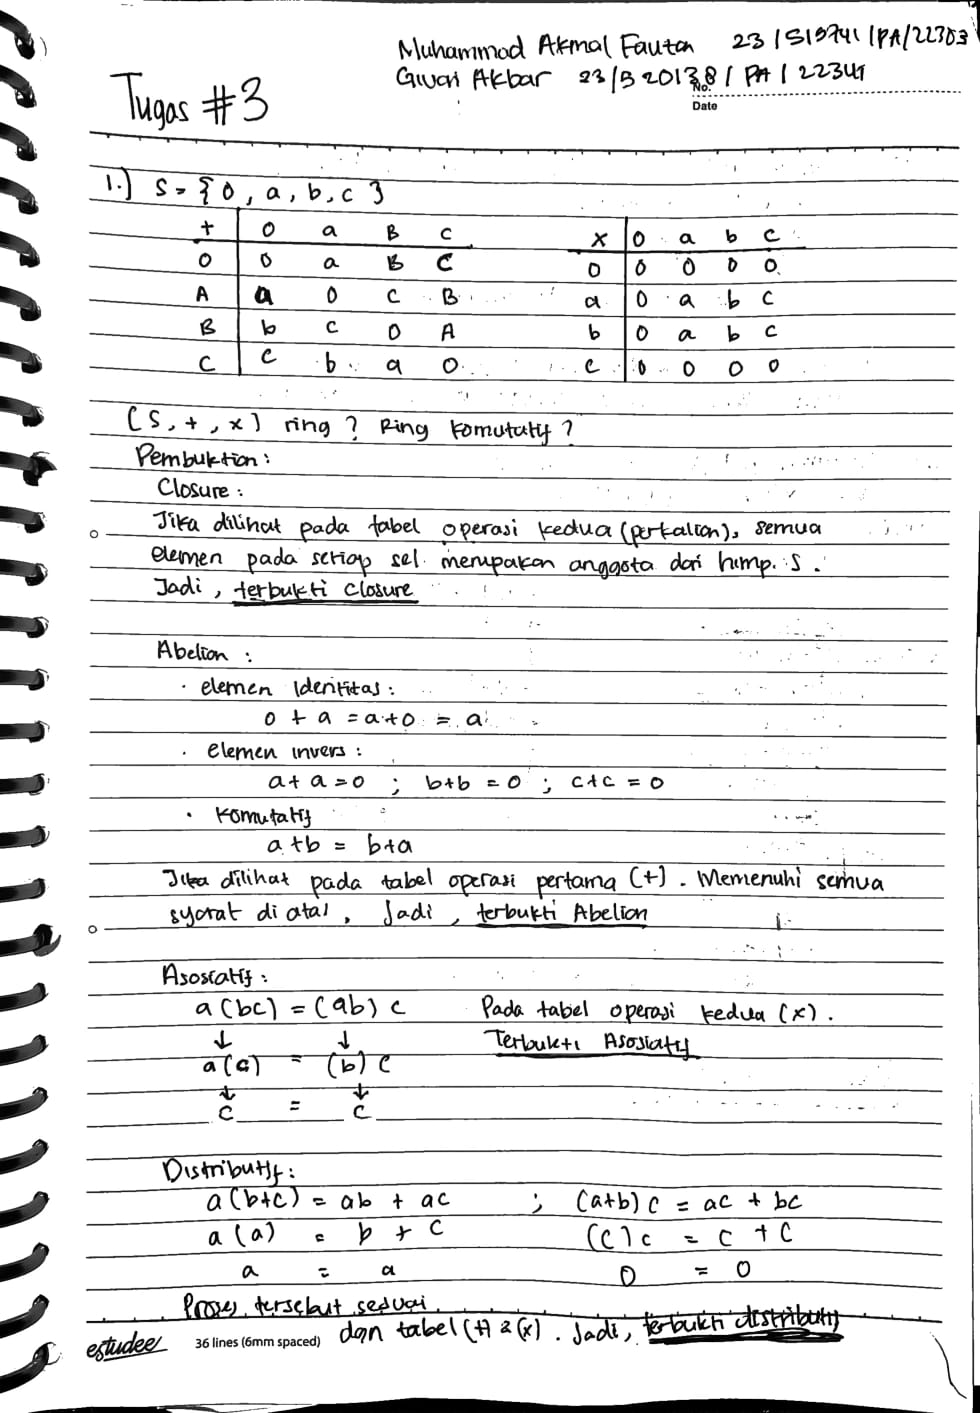 Muhammad Akmal Fauzan 23/519741/PA/22303
Givari Akbar 23/520138/PA/22341
No.
Date
Tugas #3
1.) S = {0, a, b, c}
+ 0 a B C
0 0 a B C
A a 0 C B
B b c 0 A
C c b a 0
x 0 a b c
0 0 0 0 0
a 0 a b c
b 0 a b c
c 0 0 0 0
(S, +, x) ring? Ring komutatif?
Pembuktian:
Closure:
Jika dilihat pada tabel operasi kedua (perkalian), semua
elemen pada setiap sel merupakan anggota dari himp. S.
Jadi, terbukti closure
Abelian:
· elemen Identitas:
0 + a = a+0 = a
· elemen invers:
a+a=0 ; b+b=0 ; c+c=0
· Komutatif
a+b = b+a
Jika dilihat pada tabel operasi pertama (+). Memenuhi semua
syarat di atas, Jadi, terbukti Abelian
Asosiatif:
a(bc) = (ab)c Pada tabel operasi kedua (x).
↓ ↓ Terbukti Asosiatif
a(c) = (b)c
↓ ↓
c = c
Distributif:
a(b+c) = ab + ac ; (a+b)c = ac + bc
a(a) = b + c (c)c = c + c
a = a 0 = 0
Proses tersebut sesuai
dgn tabel (+) & (x). Jadi, terbukti distributif
estudee 36 lines (6mm spaced)